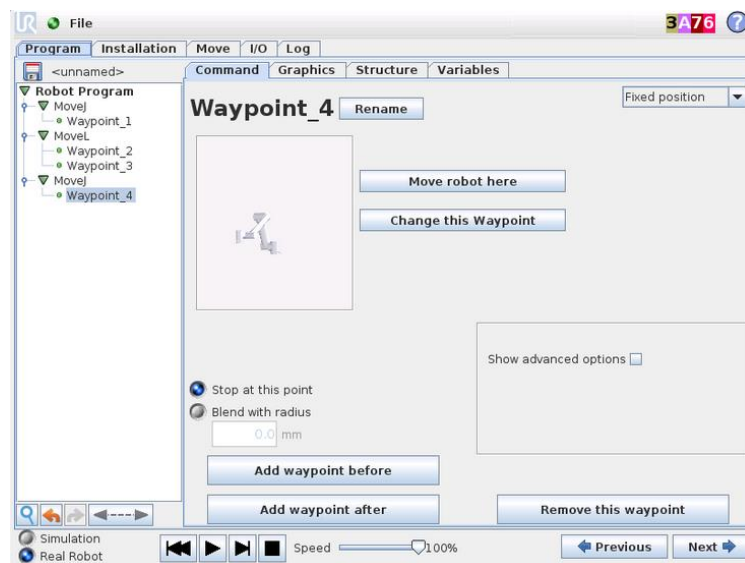 UR File 3A76 ?
Program Installation Move I/O Log
<unnamed>
Command Graphics Structure Variables
Robot Program
MoveJ
Waypoint_1
MoveL
Waypoint_2
Waypoint_3
MoveJ
Waypoint_4
Waypoint_4 Rename
Fixed position
Move robot here
Change this Waypoint
Show advanced options
Stop at this point
Blend with radius
0.0 mm
Add waypoint before
Add waypoint after
Remove this waypoint
Simulation
Real Robot
Speed 100%
Previous
Next